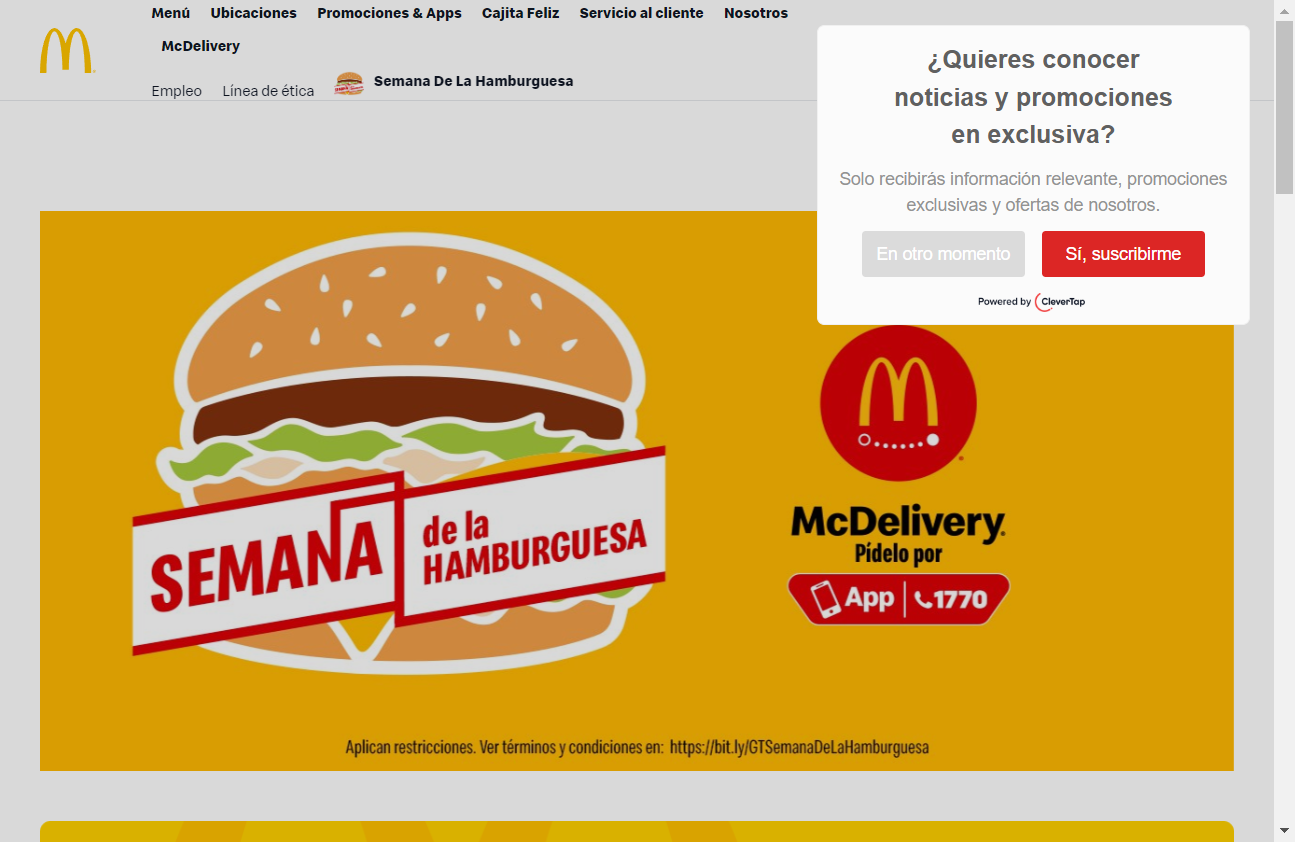 Menú Ubicaciones Promociones & Apps Cajita Feliz Servicio al cliente Nosotros
McDelivery
Empleo Línea de ética Semana De La Hamburguesa
¿Quieres conocer
noticias y promociones
en exclusiva?
Solo recibirás información relevante, promociones
exclusivas y ofertas de nosotros.
En otro momento Sí, suscribirme
Powered by CleverTap
SEMANA de la
HAMBURGUESA
McDelivery®
Pídelo por
App 1770
Aplican restricciones. Ver términos y condiciones en: https://bit.ly/GTSemanaDeLaHamburguesa